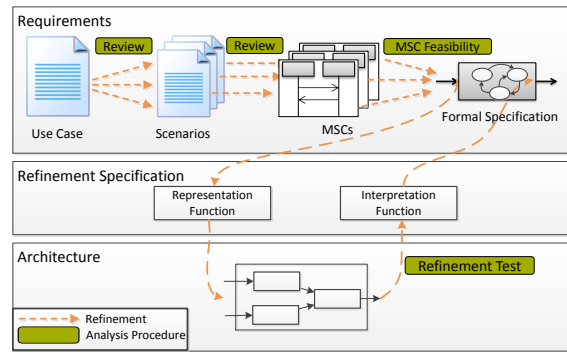 Requirements
Review
Review
MSC Feasibility
Use Case
Scenarios
MSCs
Formal Specification
Refinement Specification
Representation
Function
Interpretation
Function
Architecture
Refinement Test
Refinement
Analysis Procedure